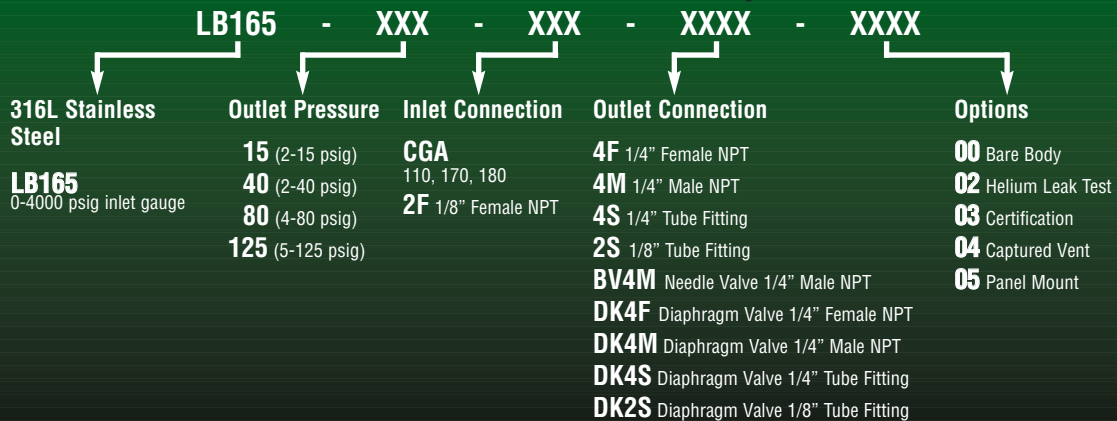 LB165 - XXX - XXX - XXXX - XXXX
316L Stainless
Steel
LB165
0-4000 psig inlet gauge
Outlet Pressure
15 (2-15 psig)
40 (2-40 psig)
80 (4-80 psig)
125 (5-125 psig)
Inlet Connection
CGA
110, 170, 180
2F 1/8” Female NPT
Outlet Connection
4F 1/4” Female NPT
4M 1/4” Male NPT
4S 1/4” Tube Fitting
2S 1/8” Tube Fitting
BV4M Needle Valve 1/4” Male NPT
DK4F Diaphragm Valve 1/4” Female NPT
DK4M Diaphragm Valve 1/4” Male NPT
DK4S Diaphragm Valve 1/4” Tube Fitting
DK2S Diaphragm Valve 1/8” Tube Fitting
Options
00 Bare Body
02 Helium Leak Test
03 Certification
04 Captured Vent
05 Panel Mount